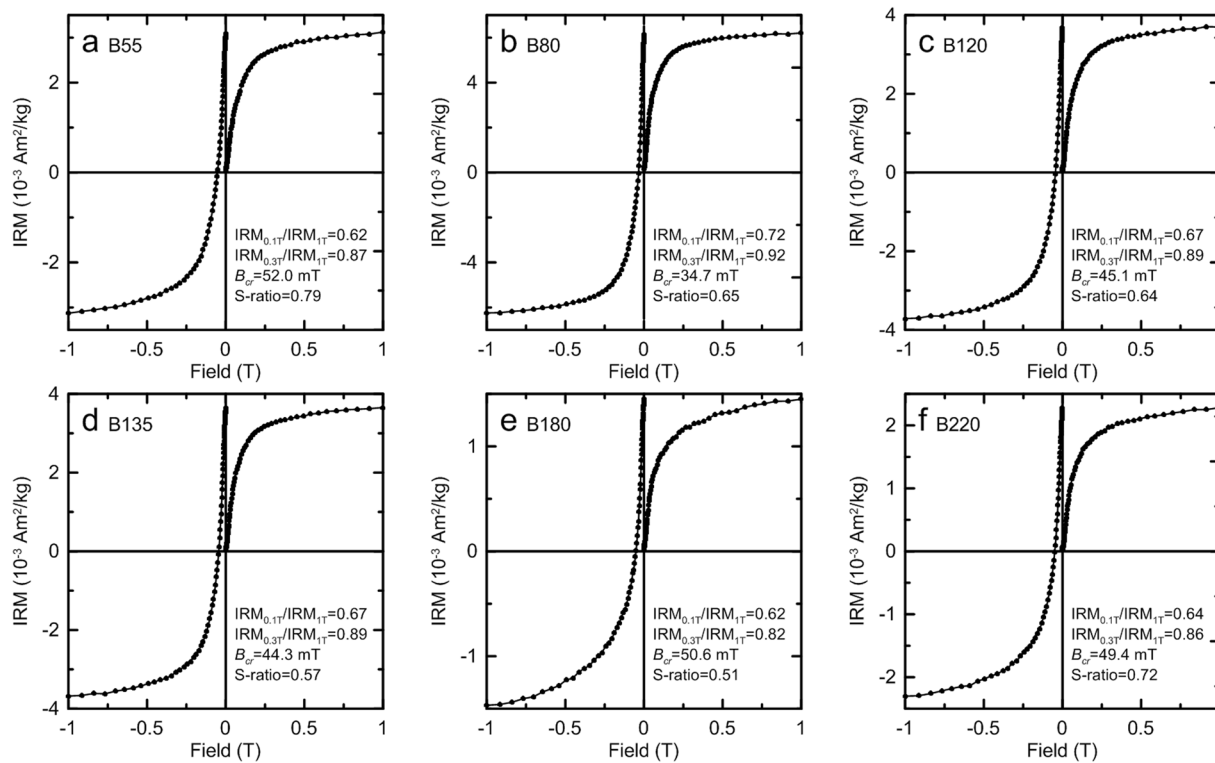 a B55
IRM (10⁻³ Am²/kg)
2
0
-2
IRM₀.₁T/IRM₁T=0.62
IRM₀.₃T/IRM₁T=0.87
Bcr=52.0 mT
S-ratio=0.79
-1 -0.5 0 0.5 1
Field (T)
b B80
IRM (10⁻³ Am²/kg)
4
0
-4
IRM₀.₁T/IRM₁T=0.72
IRM₀.₃T/IRM₁T=0.92
Bcr=34.7 mT
S-ratio=0.65
-1 -0.5 0 0.5 1
Field (T)
c B120
IRM (10⁻³ Am²/kg)
4
2
0
-2
-4
IRM₀.₁T/IRM₁T=0.67
IRM₀.₃T/IRM₁T=0.89
Bcr=45.1 mT
S-ratio=0.64
-1 -0.5 0 0.5
Field (T)
d B135
IRM (10⁻³ Am²/kg)
4
2
0
-2
-4
IRM₀.₁T/IRM₁T=0.67
IRM₀.₃T/IRM₁T=0.89
Bcr=44.3 mT
S-ratio=0.57
-1 -0.5 0 0.5 1
Field (T)
e B180
IRM (10⁻³ Am²/kg)
1
0
-1
IRM₀.₁T/IRM₁T=0.62
IRM₀.₃T/IRM₁T=0.82
Bcr=50.6 mT
S-ratio=0.51
-1 -0.5 0 0.5 1
Field (T)
f B220
IRM (10⁻³ Am²/kg)
2
1
0
-1
-2
IRM₀.₁T/IRM₁T=0.64
IRM₀.₃T/IRM₁T=0.86
Bcr=49.4 mT
S-ratio=0.72
-1 -0.5 0 0.5
Field (T)